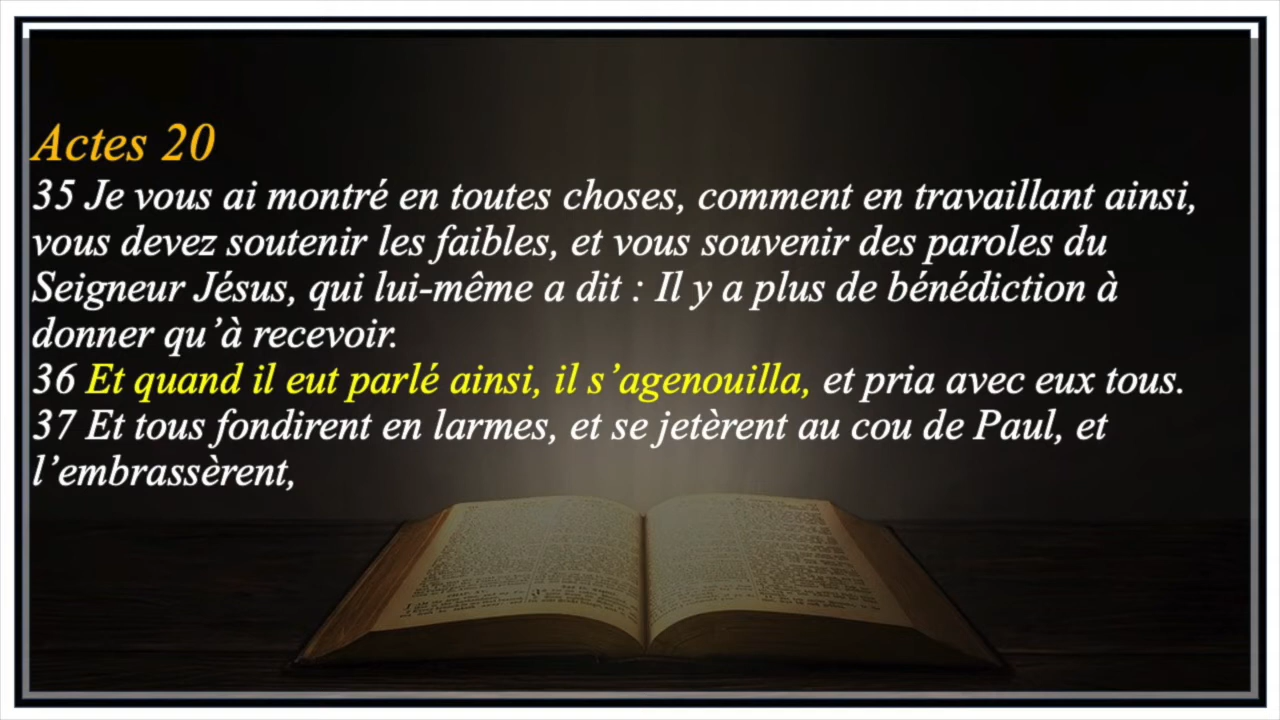 Actes 20
35 Je vous ai montré en toutes choses, comment en travaillant ainsi,
vous devez soutenir les faibles, et vous souvenir des paroles du
Seigneur Jésus, qui lui-même a dit : Il y a plus de bénédiction à
donner qu’à recevoir.
36 Et quand il eut parlé ainsi, il s’agenouilla, et pria avec eux tous.
37 Et tous fondirent en larmes, et se jetèrent au cou de Paul, et
l’embrassèrent,